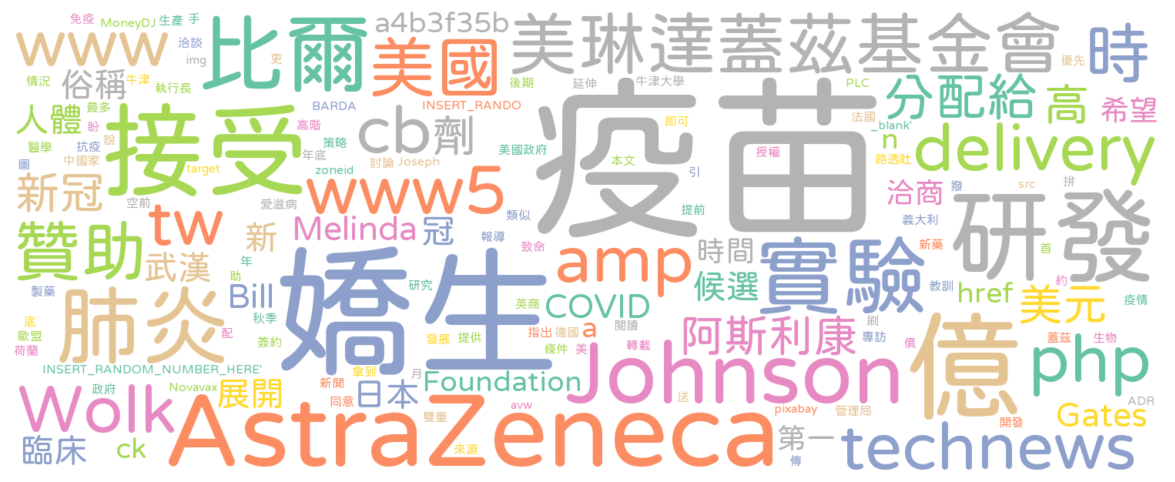 免疫 MoneyDJ 生產 手
www
比爾
a4b3f35b
美國
美琳達蓋茲基金會
更
時
優先
洽談
img
情況
牛津
執行長
俗稱
後期
延伸
牛津大學
PLC
分配給
高
希望
人體
最多
BARDA
INSERT_RANDO
法國
盼
說
接受
高階
cb
劑
疫苗
即可
_blank'
n
delivery
醫學
抗疫
策略
美國政府
授權
路透社
圖
中國家
年底
zoneid
討論
Joseph
本文
引
target
新冠
空前
愛滋病
www5
洽商
撥
src
拼
研發
tw
Melinda
冠
類似
提前
義大利
首
贊助
新
報導
致命
amp
時間
實驗
新藥
約
年
武漢
助
嬌生
候選
教訓
href
美元
疫情
製藥
肺炎
Bill
研究
英商
COVID
底
秋季
配
a
刷
億
蓋茲
生物
歐盟
荷蘭
簽約
發展
提供
指出
德國
閱讀
阿斯利康
專訪
價
條件
美
轉載
php
INSERT_RANDOM_NUMBER_HERE'
拿到
月
Johnson
政府
Novavax
新聞
同意
日本
Foundation
送
ADR
Wolk
展開
雙重
avw
pixabay
管理局
Gates
開發
臨床
ck
AstraZeneca
來源
第一
傳
technews